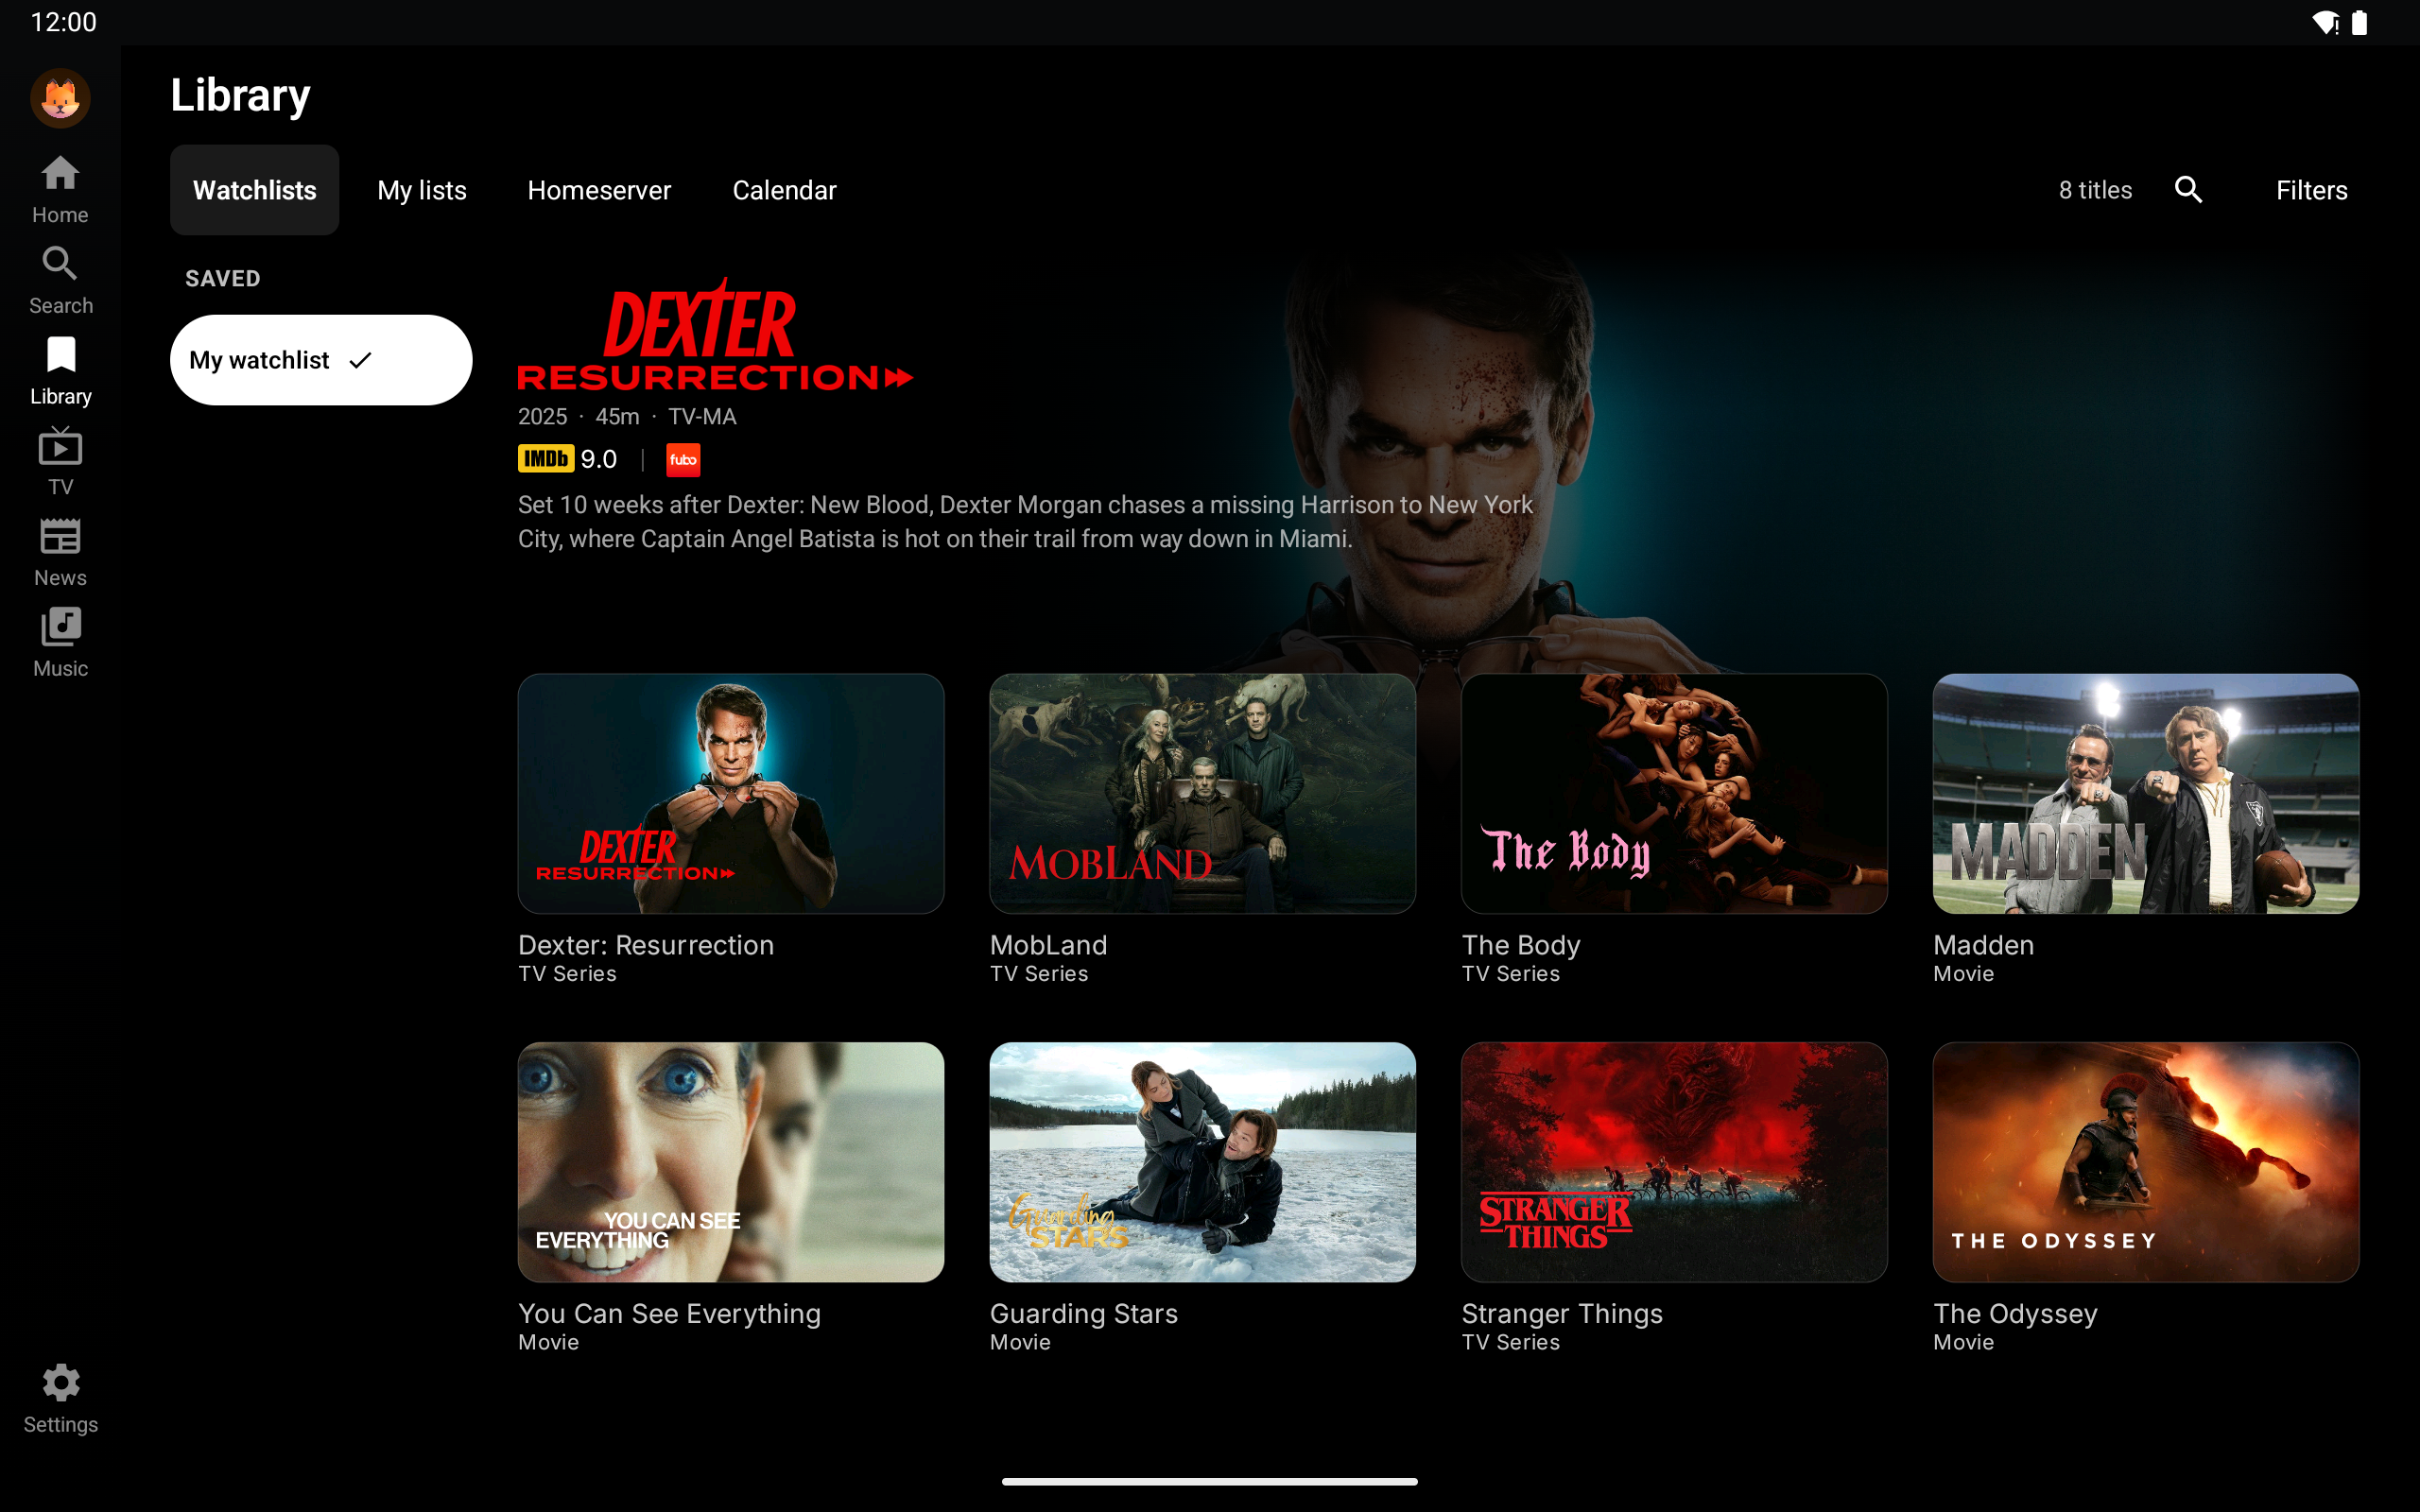 12:00
Library
Watchlists
My lists
Homeserver
Calendar
8 titles
Filters
Home
Search
Library
TV
News
Music
Settings
SAVED
My watchlist
DEXTER
RESURRECTION
2025 · 45m · TV-MA
IMDb 9.0 | fubo
Set 10 weeks after Dexter: New Blood, Dexter Morgan chases a missing Harrison to New York
City, where Captain Angel Batista is hot on their trail from way down in Miami.
DEXTER
RESURRECTION
Dexter: Resurrection
TV Series
MOBLAND
MobLand
TV Series
The Body
The Body
TV Series
MADDEN
Madden
Movie
YOU CAN SEE
EVERYTHING
You Can See Everything
Movie
Guarding
STARS
Guarding Stars
Movie
STRANGER
THINGS
Stranger Things
TV Series
THE ODYSSEY
The Odyssey
Movie